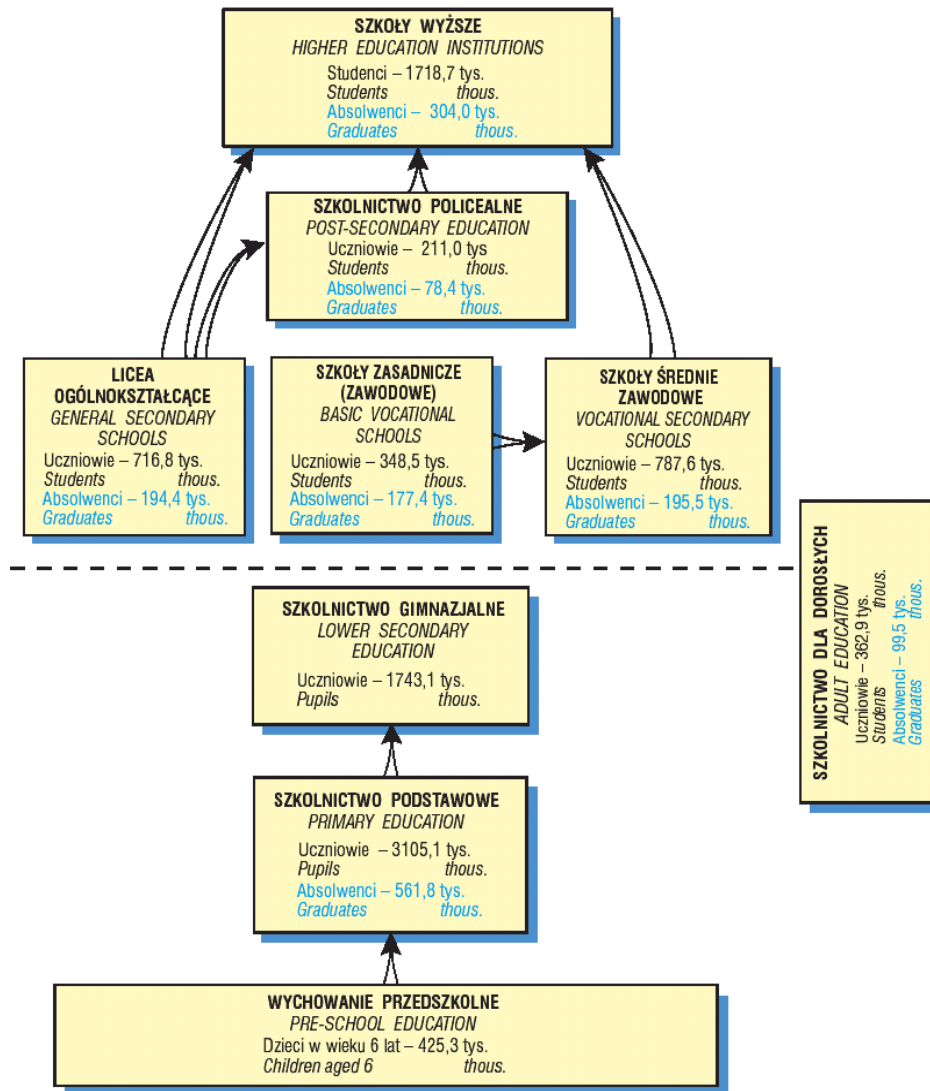 SZKOŁY WYŻSZE
HIGHER EDUCATION INSTITUTIONS
Studenci – 1718,7 tys.
Students thous.
Absolwenci – 304,0 tys.
Graduates thous.
SZKOLNICTWO POLICEALNE
POST-SECONDARY EDUCATION
Uczniowie – 211,0 tys
Students thous.
Absolwenci – 78,4 tys.
Graduates thous.
LICEA
OGÓLNOKSZTAŁCĄCE
GENERAL SECONDARY
SCHOOLS
Uczniowie – 716,8 tys.
Students thous.
Absolwenci – 194,4 tys.
Graduates thous.
SZKOŁY ZASADNICZE
(ZAWODOWE)
BASIC VOCATIONAL
SCHOOLS
Uczniowie – 348,5 tys.
Students thous.
Absolwenci – 177,4 tys.
Graduates thous.
SZKOŁY ŚREDNIE
ZAWODOWE
VOCATIONAL SECONDARY
SCHOOLS
Uczniowie – 787,6 tys.
Students thous.
Absolwenci – 195,5 tys.
Graduates thous.
SZKOLNICTWO DLA DOROSŁYCH
ADULT EDUCATION
Uczniowie – 362,9 tys.
Students thous.
Absolwenci – 99,5 tys.
Graduates thous.
SZKOLNICTWO GIMNAZJALNE
LOWER SECONDARY
EDUCATION
Uczniowie – 1743,1 tys.
Pupils thous.
SZKOLNICTWO PODSTAWOWE
PRIMARY EDUCATION
Uczniowie – 3105,1 tys.
Pupils thous.
Absolwenci – 561,8 tys.
Graduates thous.
WYCHOWANIE PRZEDSZKOLNE
PRE-SCHOOL EDUCATION
Dzieci w wieku 6 lat – 425,3 tys.
Children aged 6 thous.